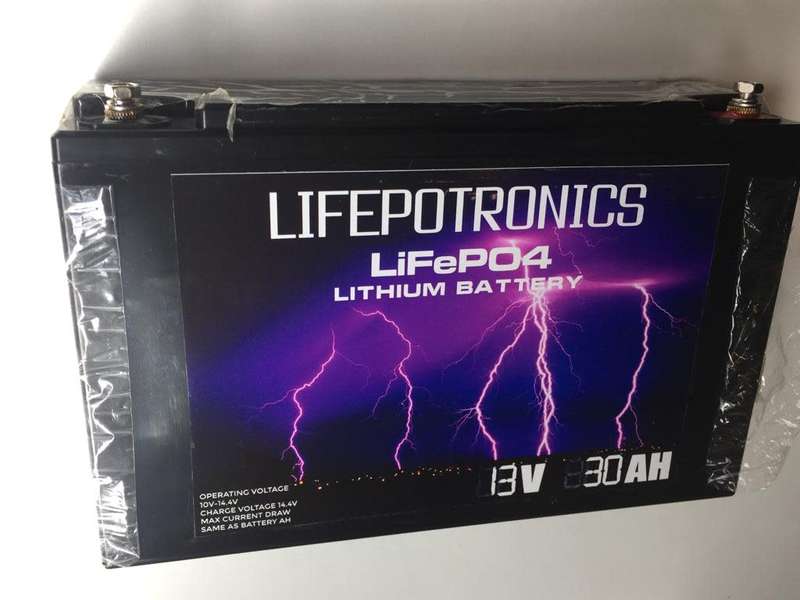 LIFEPOTRONICS
LiFePO4
LITHIUM BATTERY
13V 30AH
OPERATING VOLTAGE
10V-14.4V
CHARGE VOLTAGE 14.4V
MAX CURRENT DRAW
SAME AS BATTERY AH